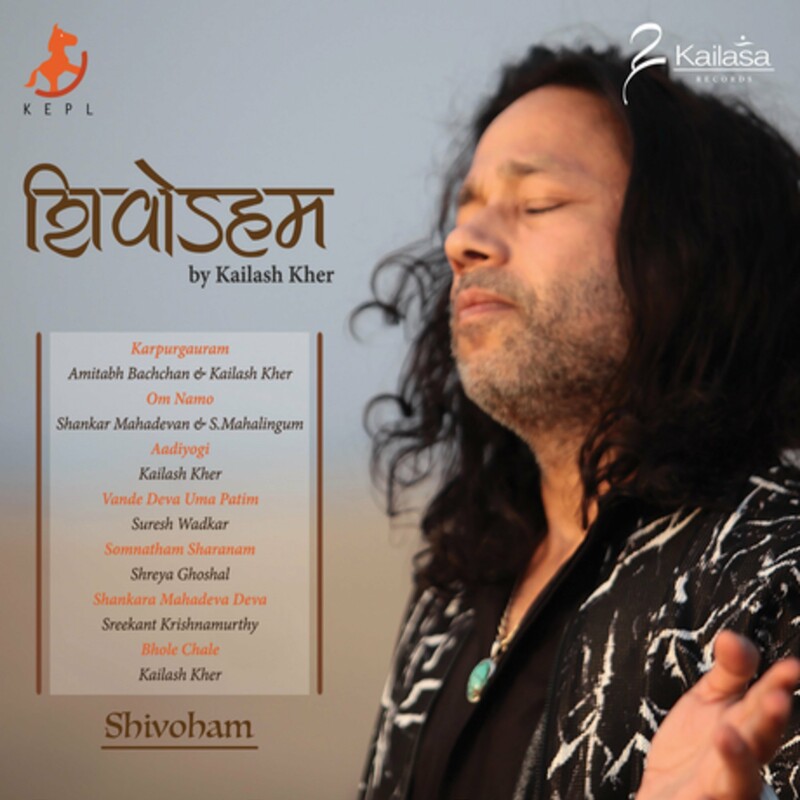 KEPL
Kailasa
RECORDS
शिवोऽहम
by Kailash Kher
Karpurgauram
Amitabh Bachchan & Kailash Kher
Om Namo
Shankar Mahadevan & S.Mahalingum
Aadiyogi
Kailash Kher
Vande Deva Uma Patim
Suresh Wadkar
Somnatham Sharanam
Shreya Ghoshal
Shankara Mahadeva Deva
Sreekant Krishnamurthy
Bhole Chale
Kailash Kher
Shivoham